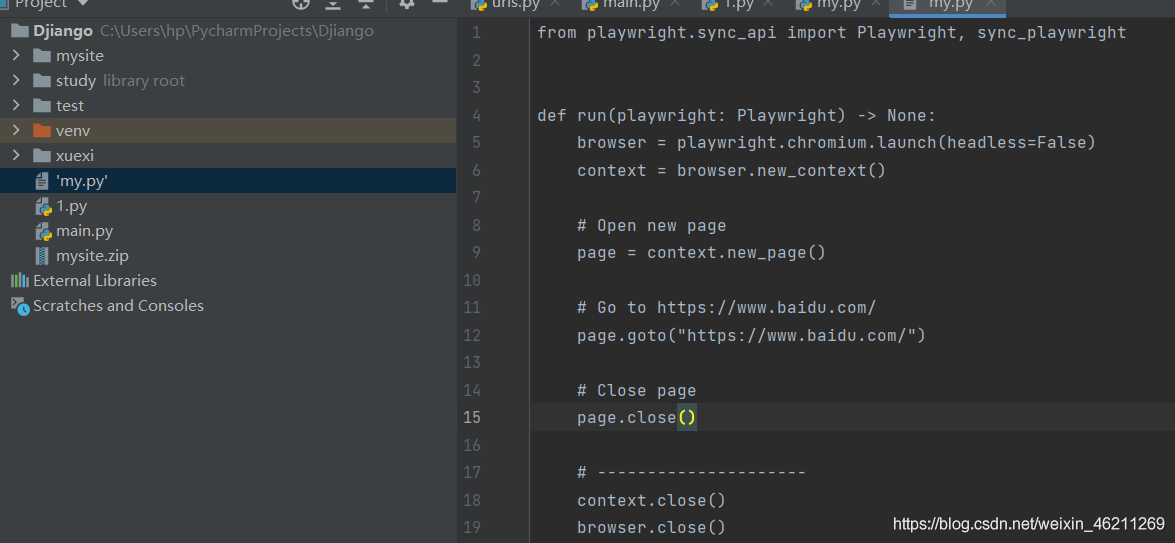 Project
urls.py
main.py
1.py
my.py
my.py
Djiango C:\Users\hp\PycharmProjects\Djiango
mysite
study library root
test
venv
xuexi
'my.py'
1.py
main.py
mysite.zip
External Libraries
Scratches and Consoles
1 from playwright.sync_api import Playwright, sync_playwright
2
3
4 def run(playwright: Playwright) -> None:
5     browser = playwright.chromium.launch(headless=False)
6     context = browser.new_context()
7
8     # Open new page
9     page = context.new_page()
10
11     # Go to https://www.baidu.com/
12     page.goto("https://www.baidu.com/")
13
14     # Close page
15     page.close()
16
17     # ---------------------
18     context.close()
19     browser.close()
https://blog.csdn.net/weixin_46211269